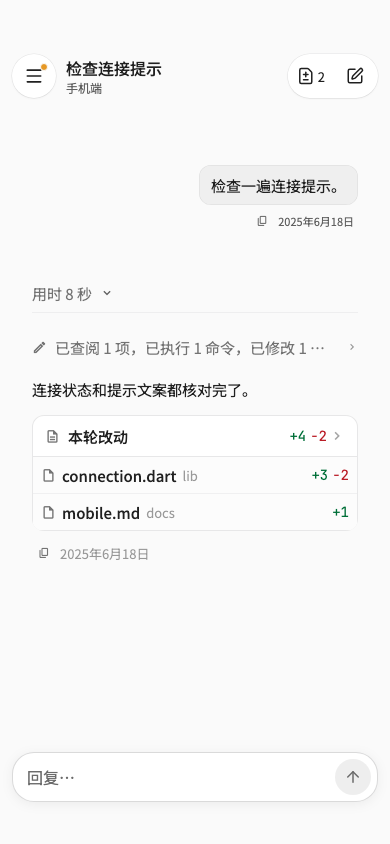 检查连接提示
手机端
2
检查一遍连接提示。
2025年6月18日
用时 8 秒
已查阅 1 项，已执行 1 命令，已修改 1 …
连接状态和提示文案都核对完了。
本轮改动 +4 -2
connection.dart lib +3 -2
mobile.md docs +1
2025年6月18日
回复…